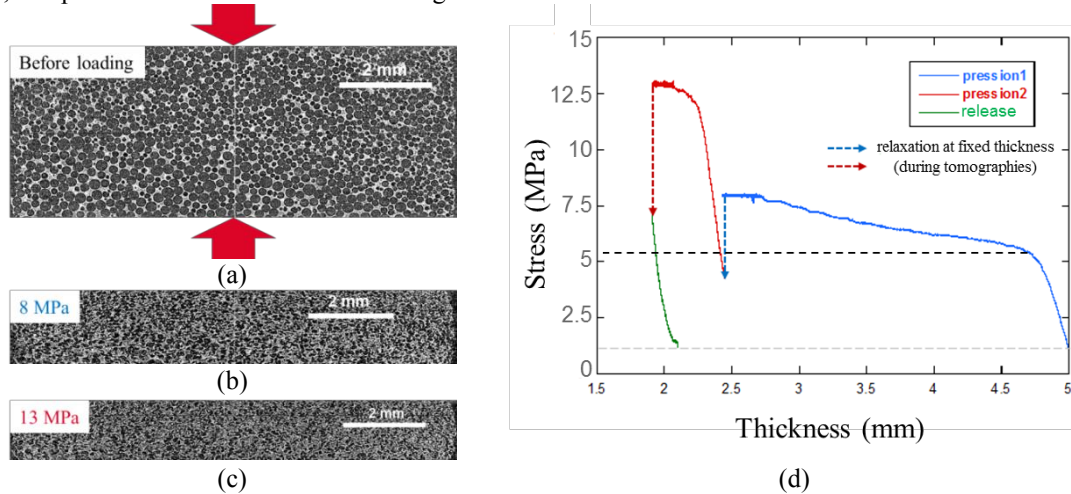 Before loading
2 mm
(a)
8 MPa
2 mm
(b)
13 MPa
2 mm
(c)
15
12.5
10
7.5
5
2.5
0
Stress (MPa)
pression1
pression2
release
relaxation at fixed thickness
(during tomographies)
1.5 2 2.5 3 3.5 4 4.5 5
Thickness (mm)
(d)